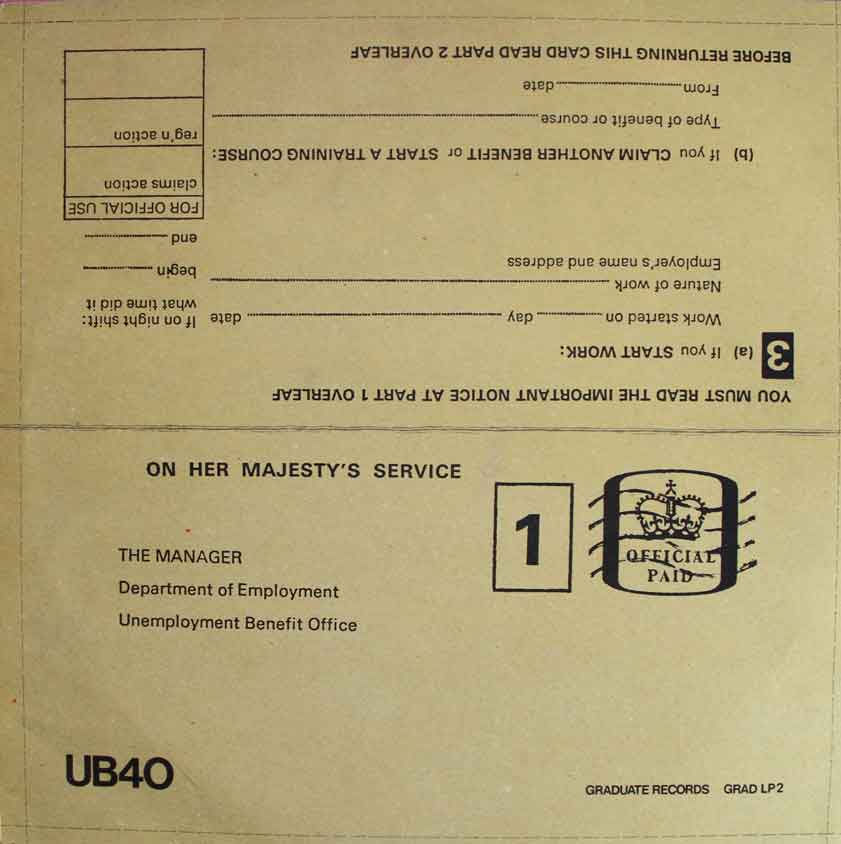 BEFORE RETURNING THIS CARD READ PART 2 OVERLEAF
From date
Type of benefit or course
(b) If you CLAIM ANOTHER BENEFIT or START A TRAINING COURSE:
reg'n action
claims action
FOR OFFICIAL USE
end
begin
If on night shift:
what time did it
Employer's name and address
Nature of work
Work started on day date
3 (a) If you START WORK:
YOU MUST READ THE IMPORTANT NOTICE AT PART 1 OVERLEAF
ON HER MAJESTY'S SERVICE
1
OFFICIAL
PAID
THE MANAGER
Department of Employment
Unemployment Benefit Office
UB40
GRADUATE RECORDS GRAD LP2